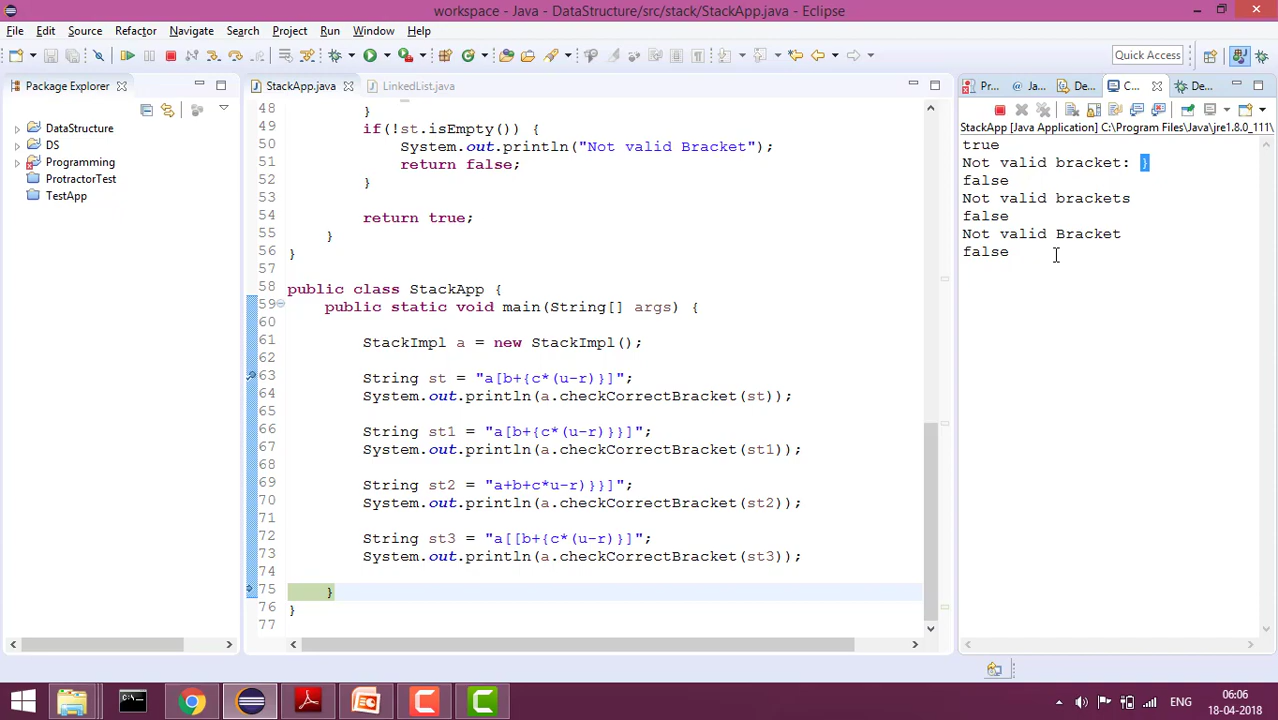 workspace - Java - DataStructure/src/stack/StackApp.java - Eclipse
File Edit Source Refactor Navigate Search Project Run Window Help
Quick Access
Package Explorer
DataStructure
DS
Programming
ProtractorTest
TestApp
StackApp.java LinkedList.java
48 }
49 if(!st.isEmpty()) {
50 System.out.println("Not valid Bracket");
51 return false;
52 }
53
54 return true;
55 }
56 }
57
58 public class StackApp {
59 public static void main(String[] args) {
60
61 StackImpl a = new StackImpl();
62
63 String st = "a[b+{c*(u-r)}]";
64 System.out.println(a.checkCorrectBracket(st));
65
66 String st1 = "a[b+{c*(u-r)}}]";
67 System.out.println(a.checkCorrectBracket(st1));
68
69 String st2 = "a+b+c*u-r)}}]";
70 System.out.println(a.checkCorrectBracket(st2));
71
72 String st3 = "a[[b+{c*(u-r)}]";
73 System.out.println(a.checkCorrectBracket(st3));
74
75 }
76 }
77
Pr... Ja... De... C... De...
StackApp [Java Application] C:\Program Files\Java\jre1.8.0_111\
true
Not valid bracket: }
false
Not valid brackets
false
Not valid Bracket
false
ENG
06:06
18-04-2018